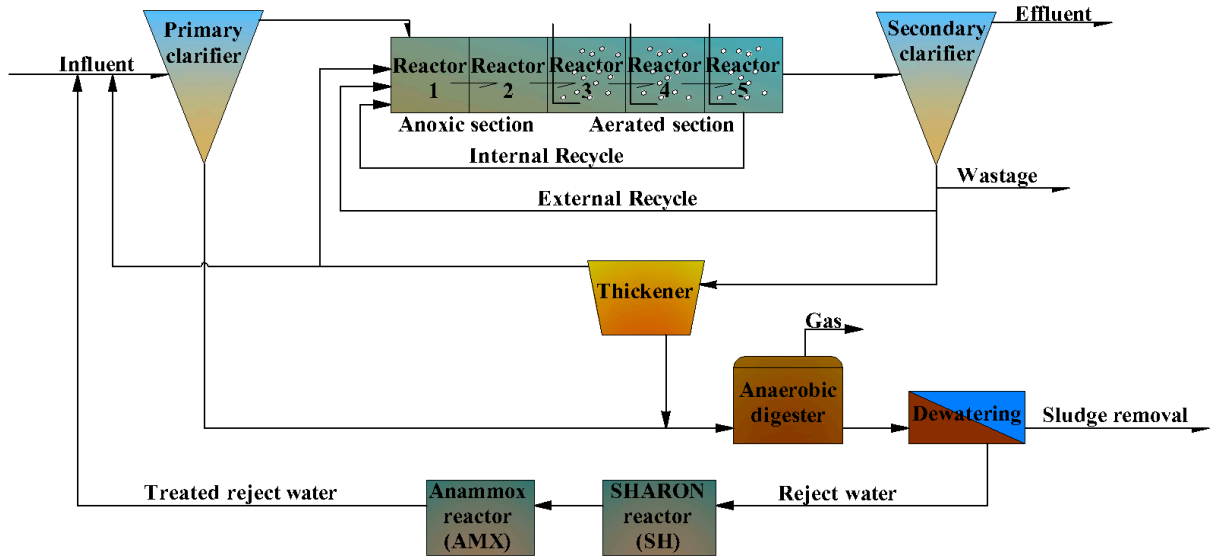 Effluent
Primary
clarifier
Secondary
clarifier
Influent
Reactor
1
Reactor
2
Reactor
3
Reactor
4
Reactor
5
Anoxic section
Aerated section
Internal Recycle
Wastage
External Recycle
Thickener
Gas
Anaerobic
digester
Dewatering
Sludge removal
Treated reject water
Anammox
reactor
(AMX)
SHARON
reactor
(SH)
Reject water